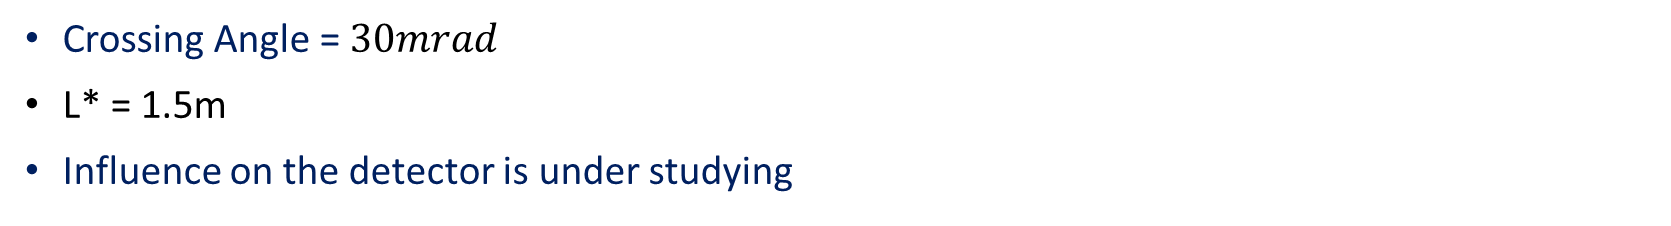 • Crossing Angle = 30mrad
• L* = 1.5m
• Influence on the detector is under studying